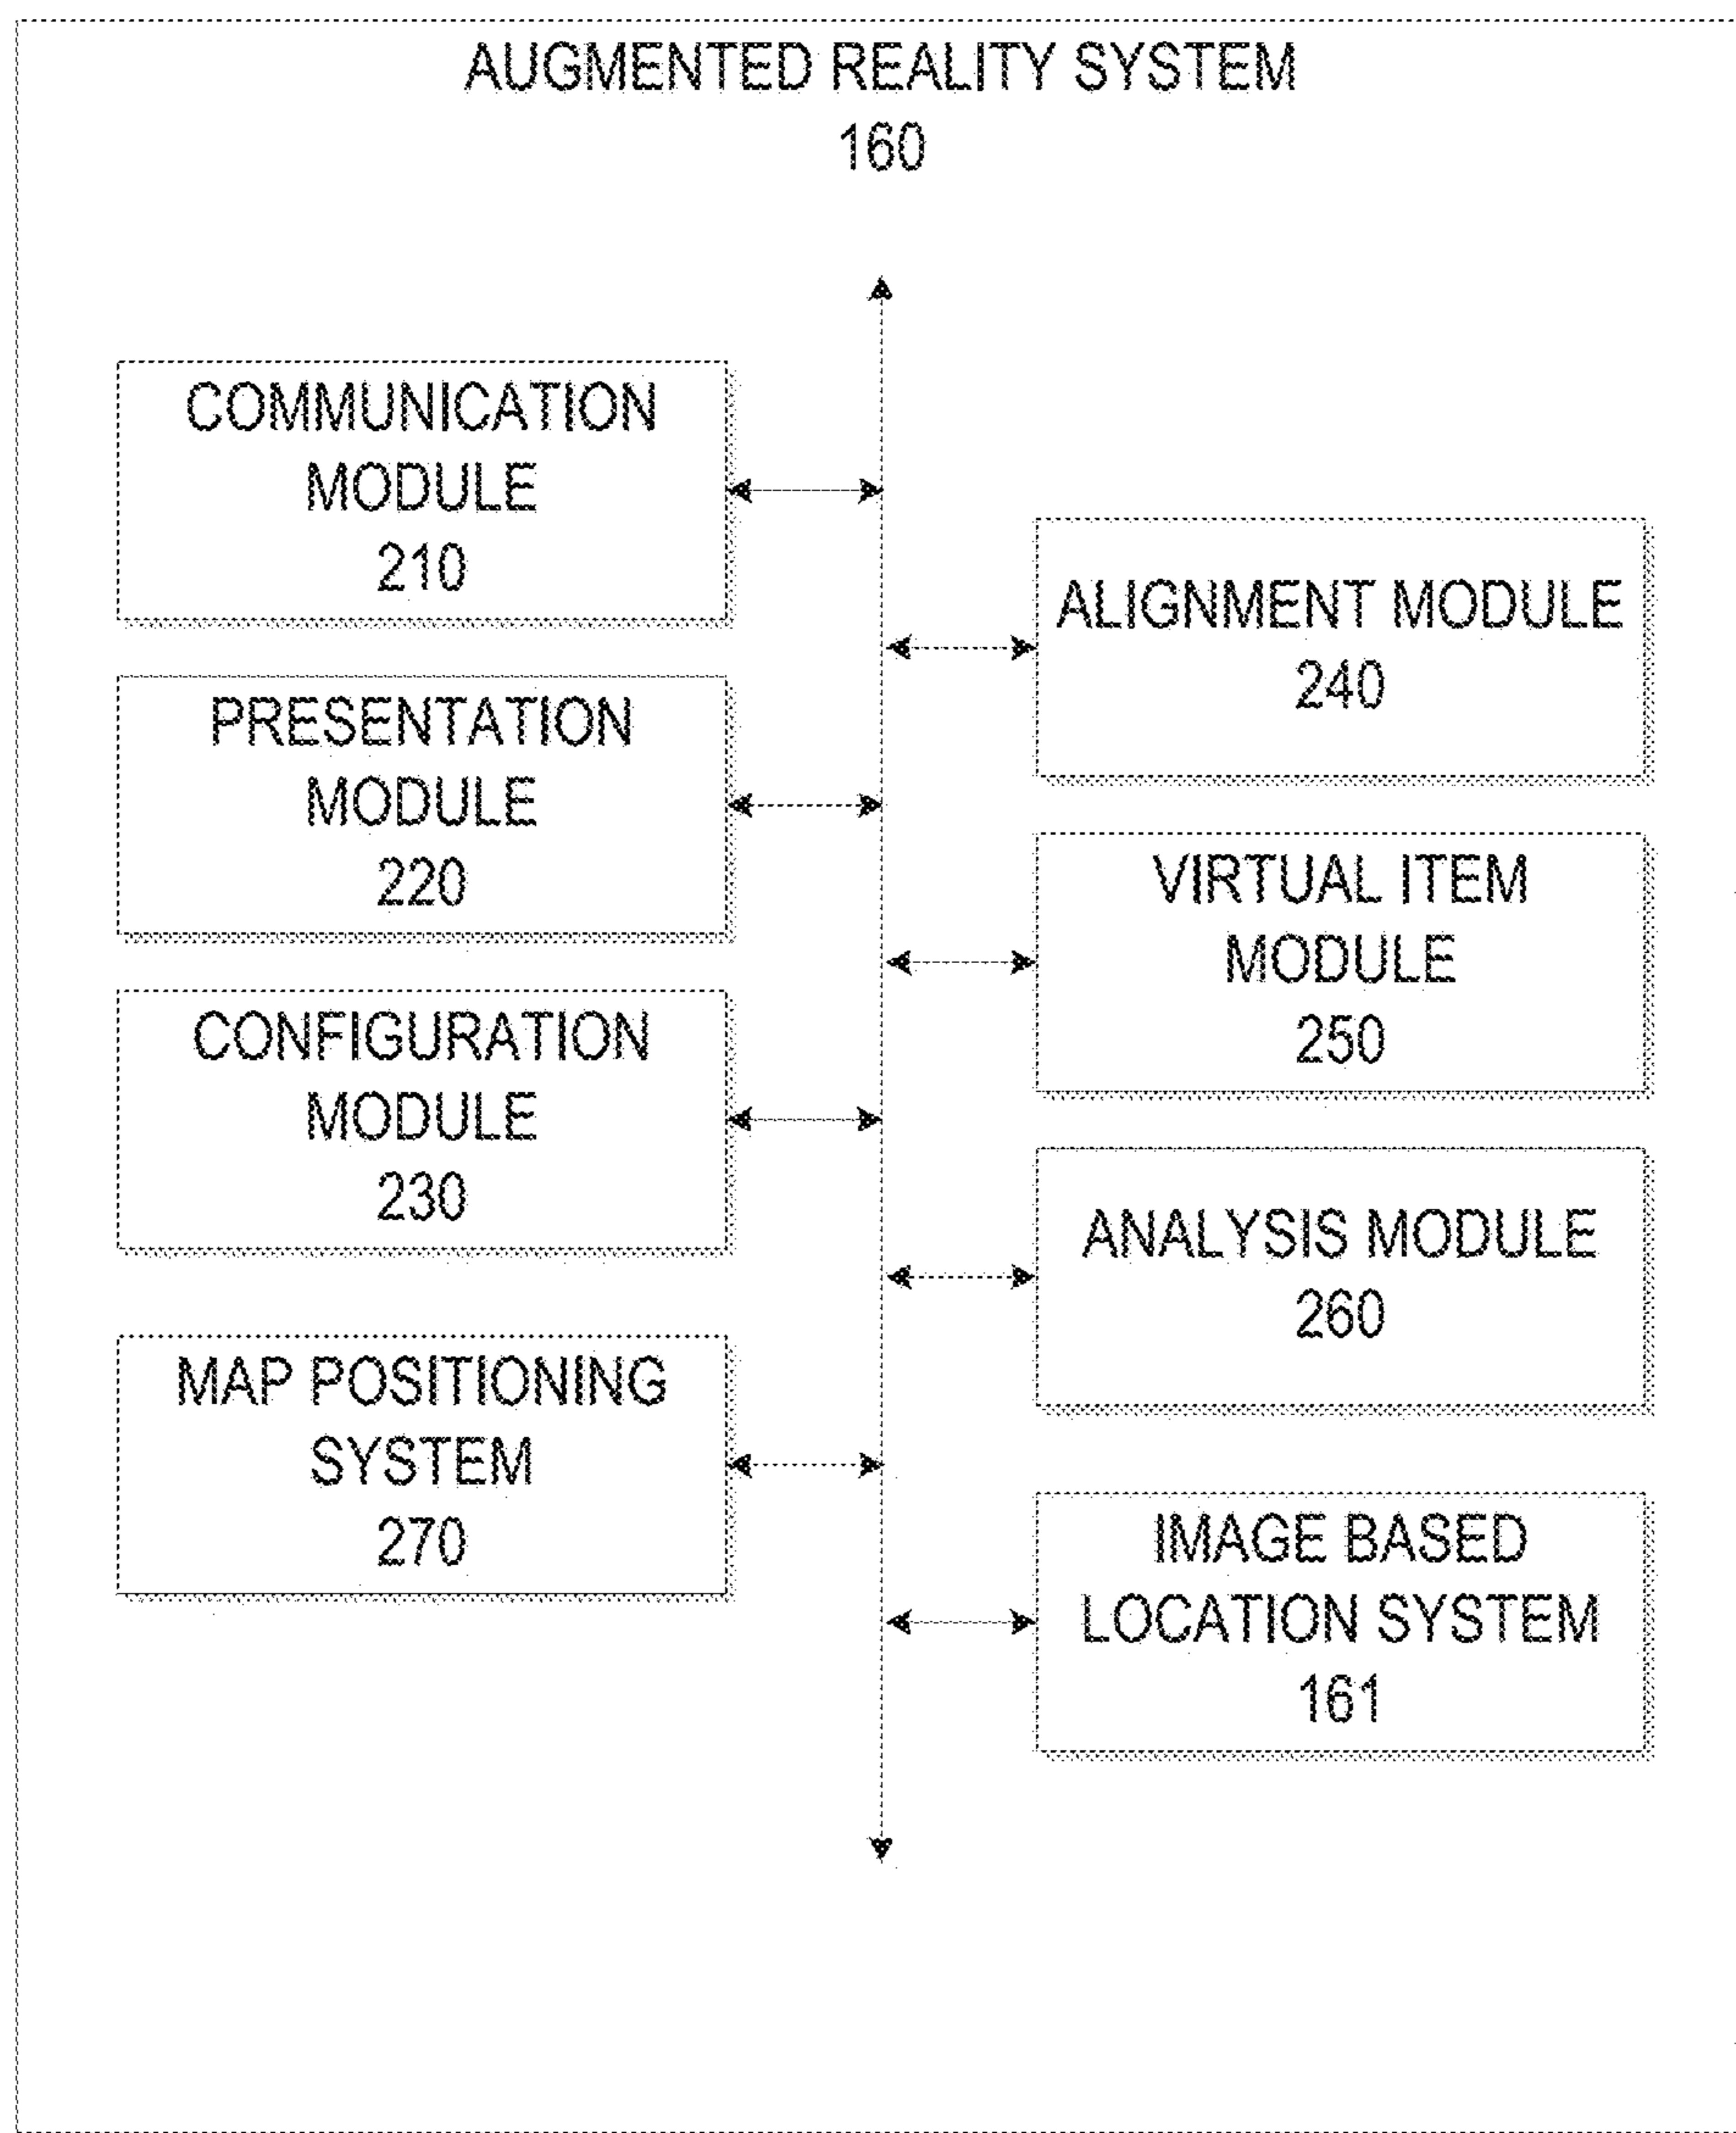 AUGMENTED REALITY SYSTEM
160
COMMUNICATION
MODULE
210
PRESENTATION
MODULE
220
CONFIGURATION
MODULE
230
MAP POSITIONING
SYSTEM
270
ALIGNMENT MODULE
240
VIRTUAL ITEM
MODULE
250
ANALYSIS MODULE
260
IMAGE BASED
LOCATION SYSTEM
161